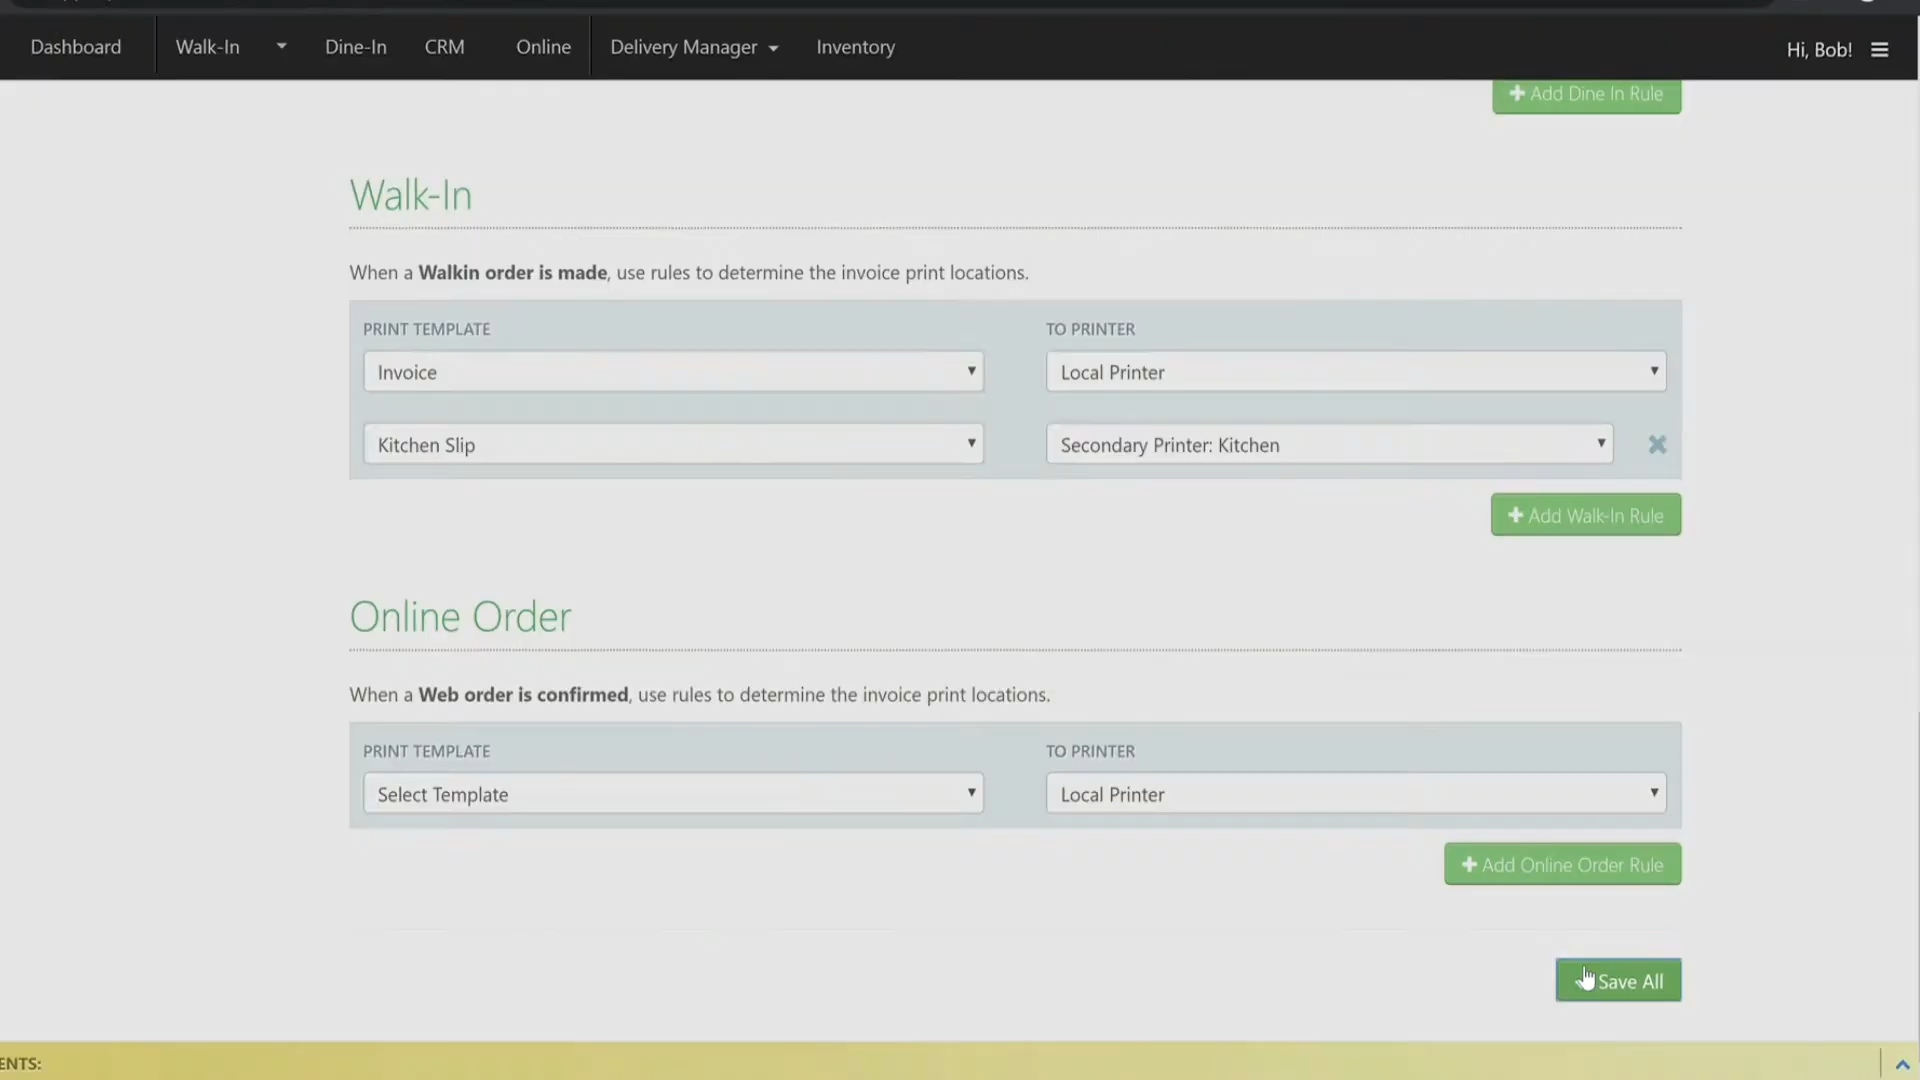 Dashboard Walk-In Dine-In CRM Online Delivery Manager Inventory Hi, Bob!
Add Dine In Rule
Walk-In
When a Walkin order is made, use rules to determine the invoice print locations.
PRINT TEMPLATE TO PRINTER
Invoice Local Printer
Kitchen Slip Secondary Printer: Kitchen
Add Walk-In Rule
Online Order
When a Web order is confirmed, use rules to determine the invoice print locations.
PRINT TEMPLATE TO PRINTER
Select Template Local Printer
Add Online Order Rule
Save All
ENTS: